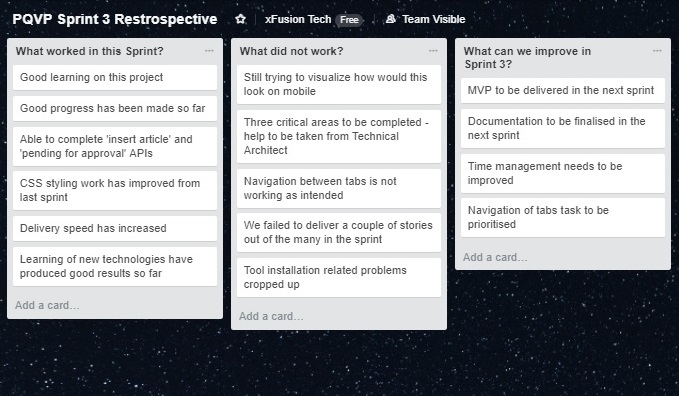 PQVP Sprint 3 Restrospective
xFusion Tech Free
Team Visible
What worked in this Sprint?
Good learning on this project
Good progress has been made so far
Able to complete 'insert article' and
'pending for approval' APIs
CSS styling work has improved from
last sprint
Delivery speed has increased
Learning of new technologies have
produced good results so far
Add a card...
What did not work?
Still trying to visualize how would this
look on mobile
Three critical areas to be completed -
help to be taken from Technical
Architect
Navigation between tabs is not
working as intended
We failed to deliver a couple of stories
out of the many in the sprint
Tool installation related problems
cropped up
Add a card...
What can we improve in
Sprint 3?
MVP to be delivered in the next sprint
Documentation to be finalised in the
next sprint
Time management needs to be
improved
Navigation of tabs task to be
prioritised
Add a card...